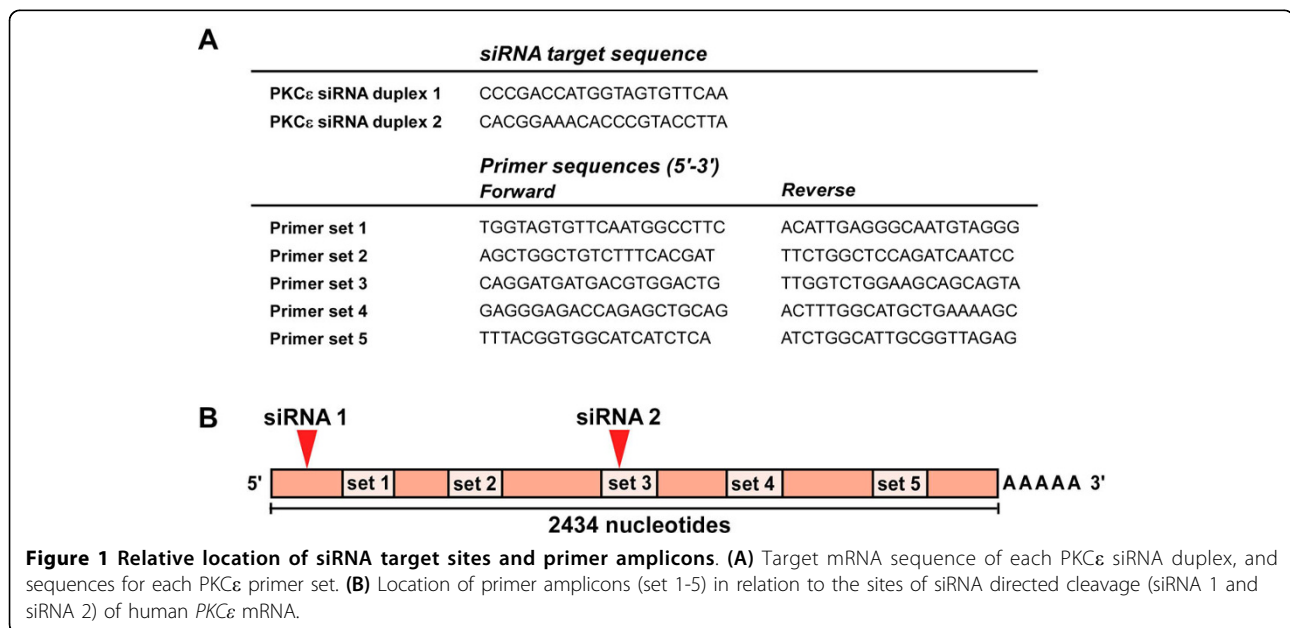 A
siRNA target sequence
PKCε siRNA duplex 1 CCCGACCATGGTAGTGTTCAA
PKCε siRNA duplex 2 CACGGAAACACCCGTACCTTA
Primer sequences (5'-3')
Forward Reverse
Primer set 1 TGGTAGTGTTCAATGGCCTTC ACATTGAGGGCAATGTAGGG
Primer set 2 AGCTGGCTGTCTTTCACGAT TTCTGGCTCCAGATCAATCC
Primer set 3 CAGGATGATGACGTGGACTG TTGGTCTGGAAGCAGCAGTA
Primer set 4 GAGGGAGACCAGAGCTGCAG ACTTTGGCATGCTGAAAAGC
Primer set 5 TTTACGGTGGCATCATCTCA ATCTGGCATTGCGGTTAGAG
B
siRNA 1 siRNA 2
5' set 1 set 2 set 3 set 4 set 5 AAAAA 3'
2434 nucleotides
Figure 1 Relative location of siRNA target sites and primer amplicons. (A) Target mRNA sequence of each PKCε siRNA duplex, and
sequences for each PKCε primer set. (B) Location of primer amplicons (set 1-5) in relation to the sites of siRNA directed cleavage (siRNA 1 and
siRNA 2) of human PKCε mRNA.